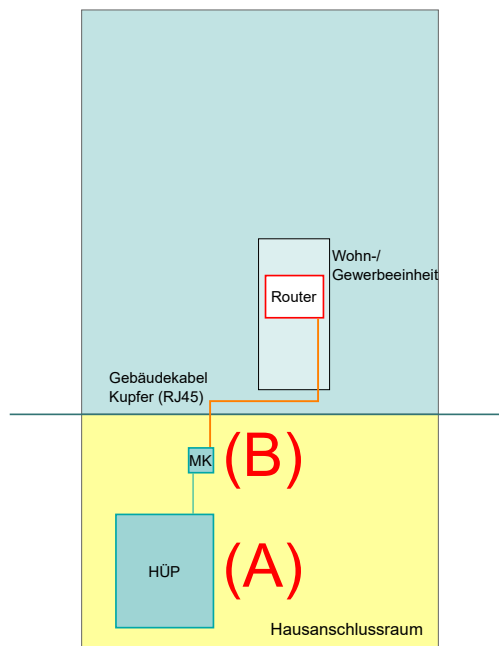 Wohn-/
Gewerbeeinheit
Router
Gebäudekabel
Kupfer (RJ45)
MK
(B)
HÜP
(A)
Hausanschlussraum